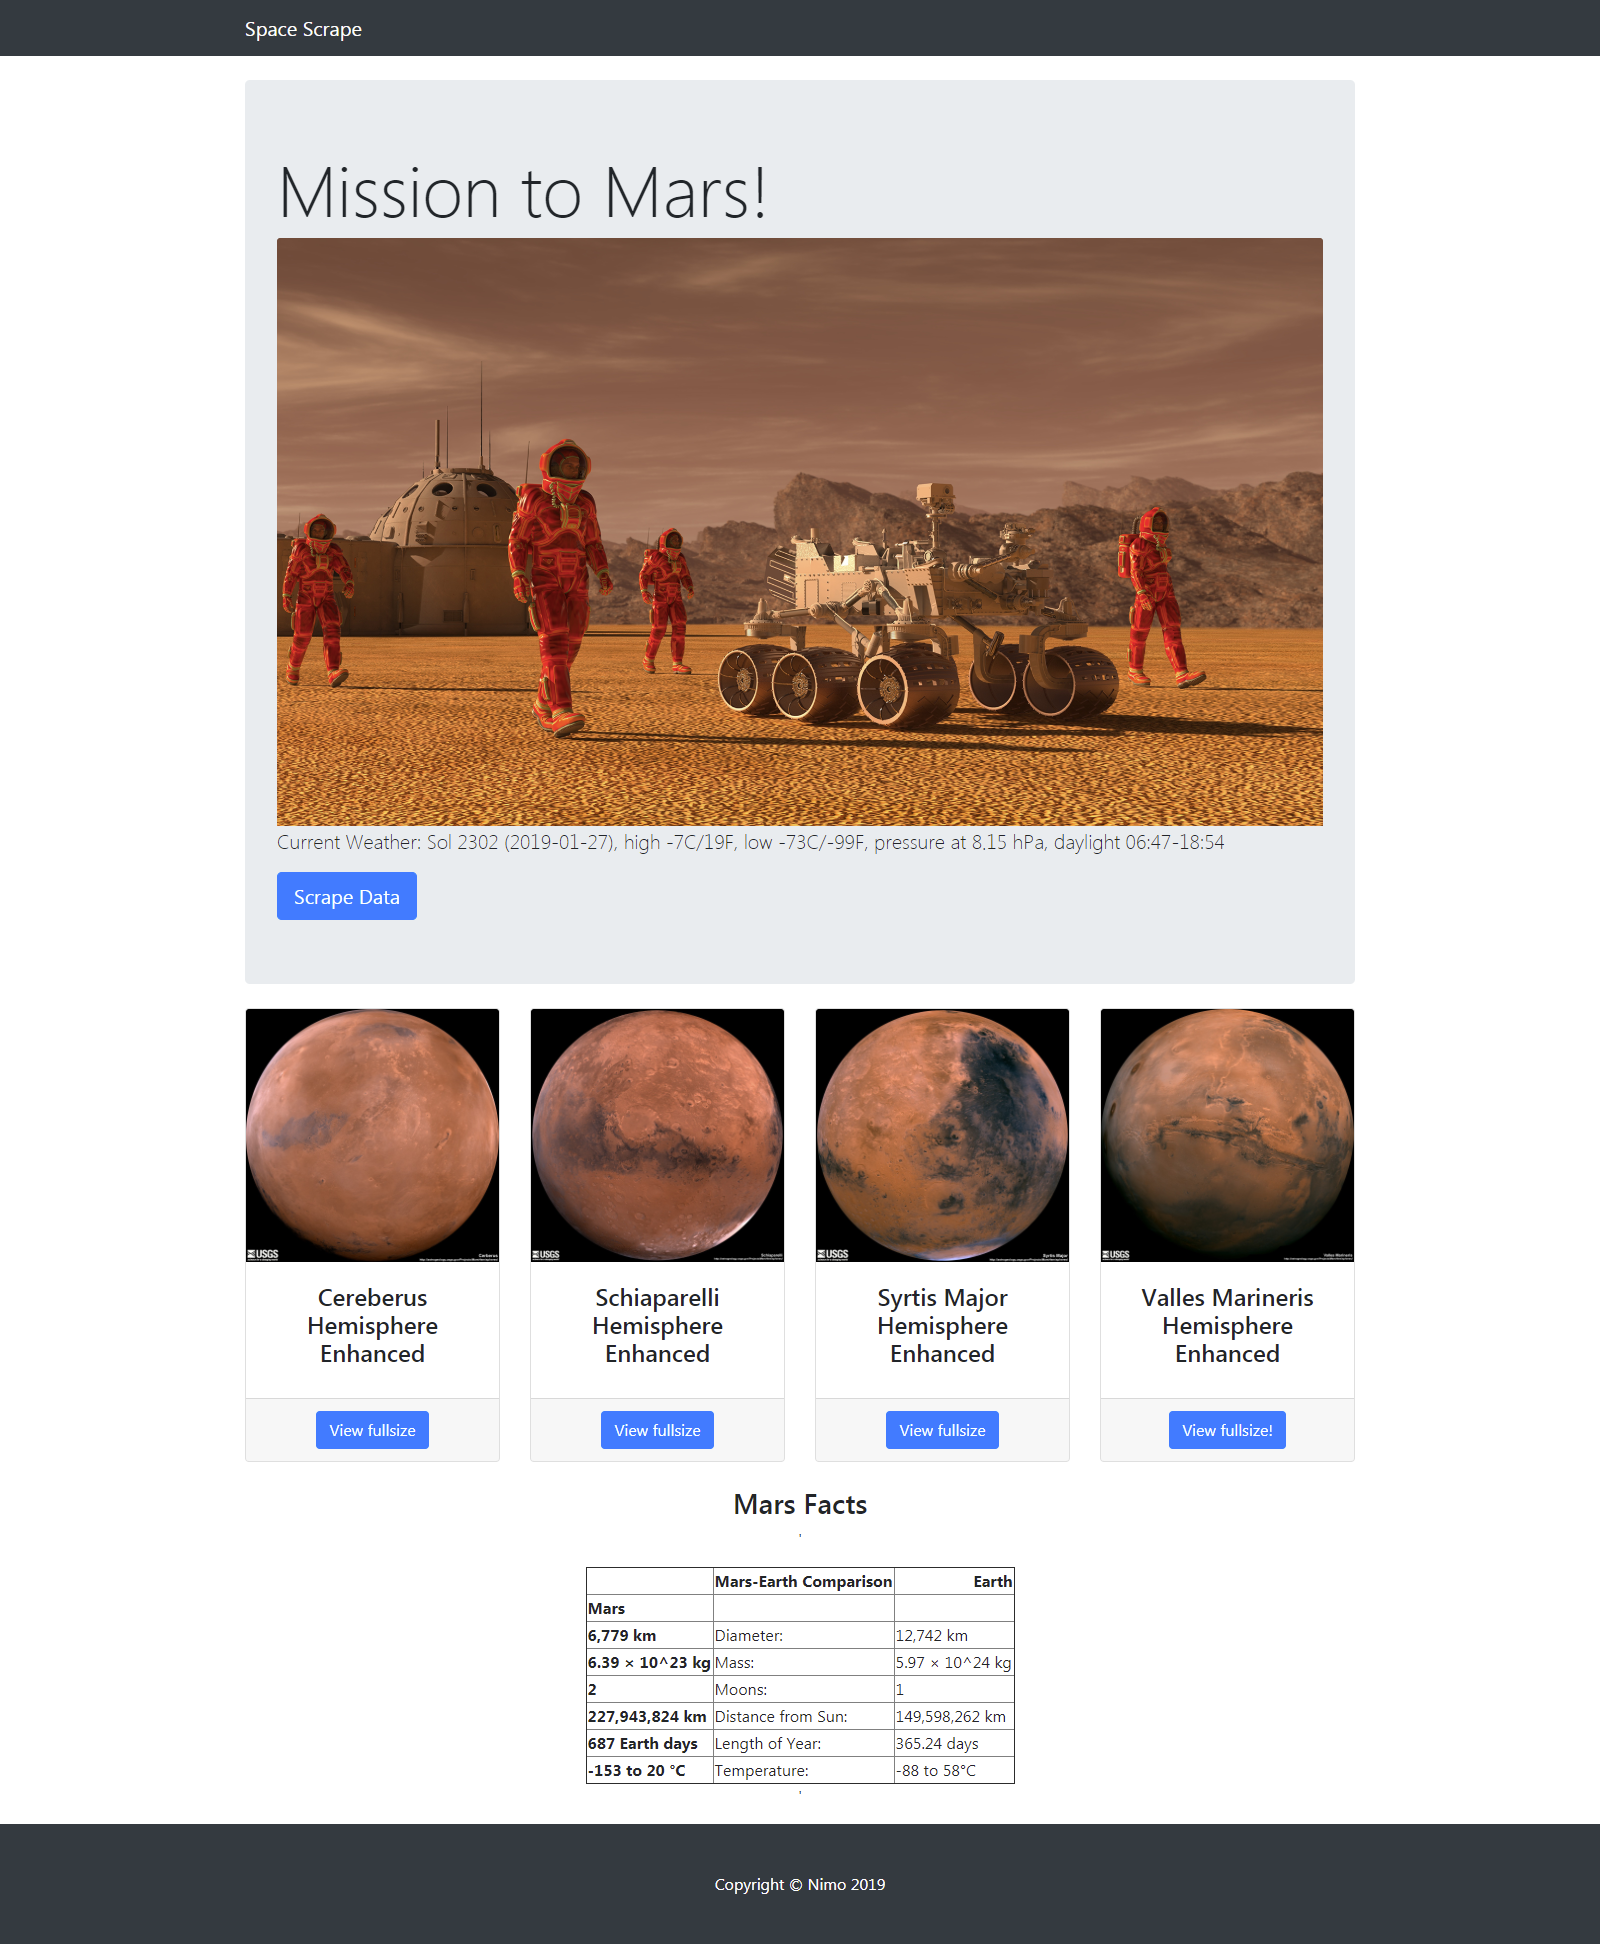 Space Scrape
Mission to Mars!
Current Weather: Sol 2302 (2019-01-27), high -7C/19F, low -73C/-99F, pressure at 8.15 hPa, daylight 06:47-18:54
Scrape Data
USGS Cerberus
USGS Schiaparelli
USGS Syrtis Major
USGS Valles Marineris
Cereberus
Hemisphere
Enhanced
Schiaparelli
Hemisphere
Enhanced
Syrtis Major
Hemisphere
Enhanced
Valles Marineris
Hemisphere
Enhanced
View fullsize
View fullsize
View fullsize
View fullsize!
Mars Facts
'
Mars-Earth Comparison Earth
Mars
6,779 km Diameter: 12,742 km
6.39 × 10^23 kg Mass: 5.97 × 10^24 kg
2 Moons: 1
227,943,824 km Distance from Sun: 149,598,262 km
687 Earth days Length of Year: 365.24 days
-153 to 20 °C Temperature: -88 to 58°C
'
Copyright © Nimo 2019